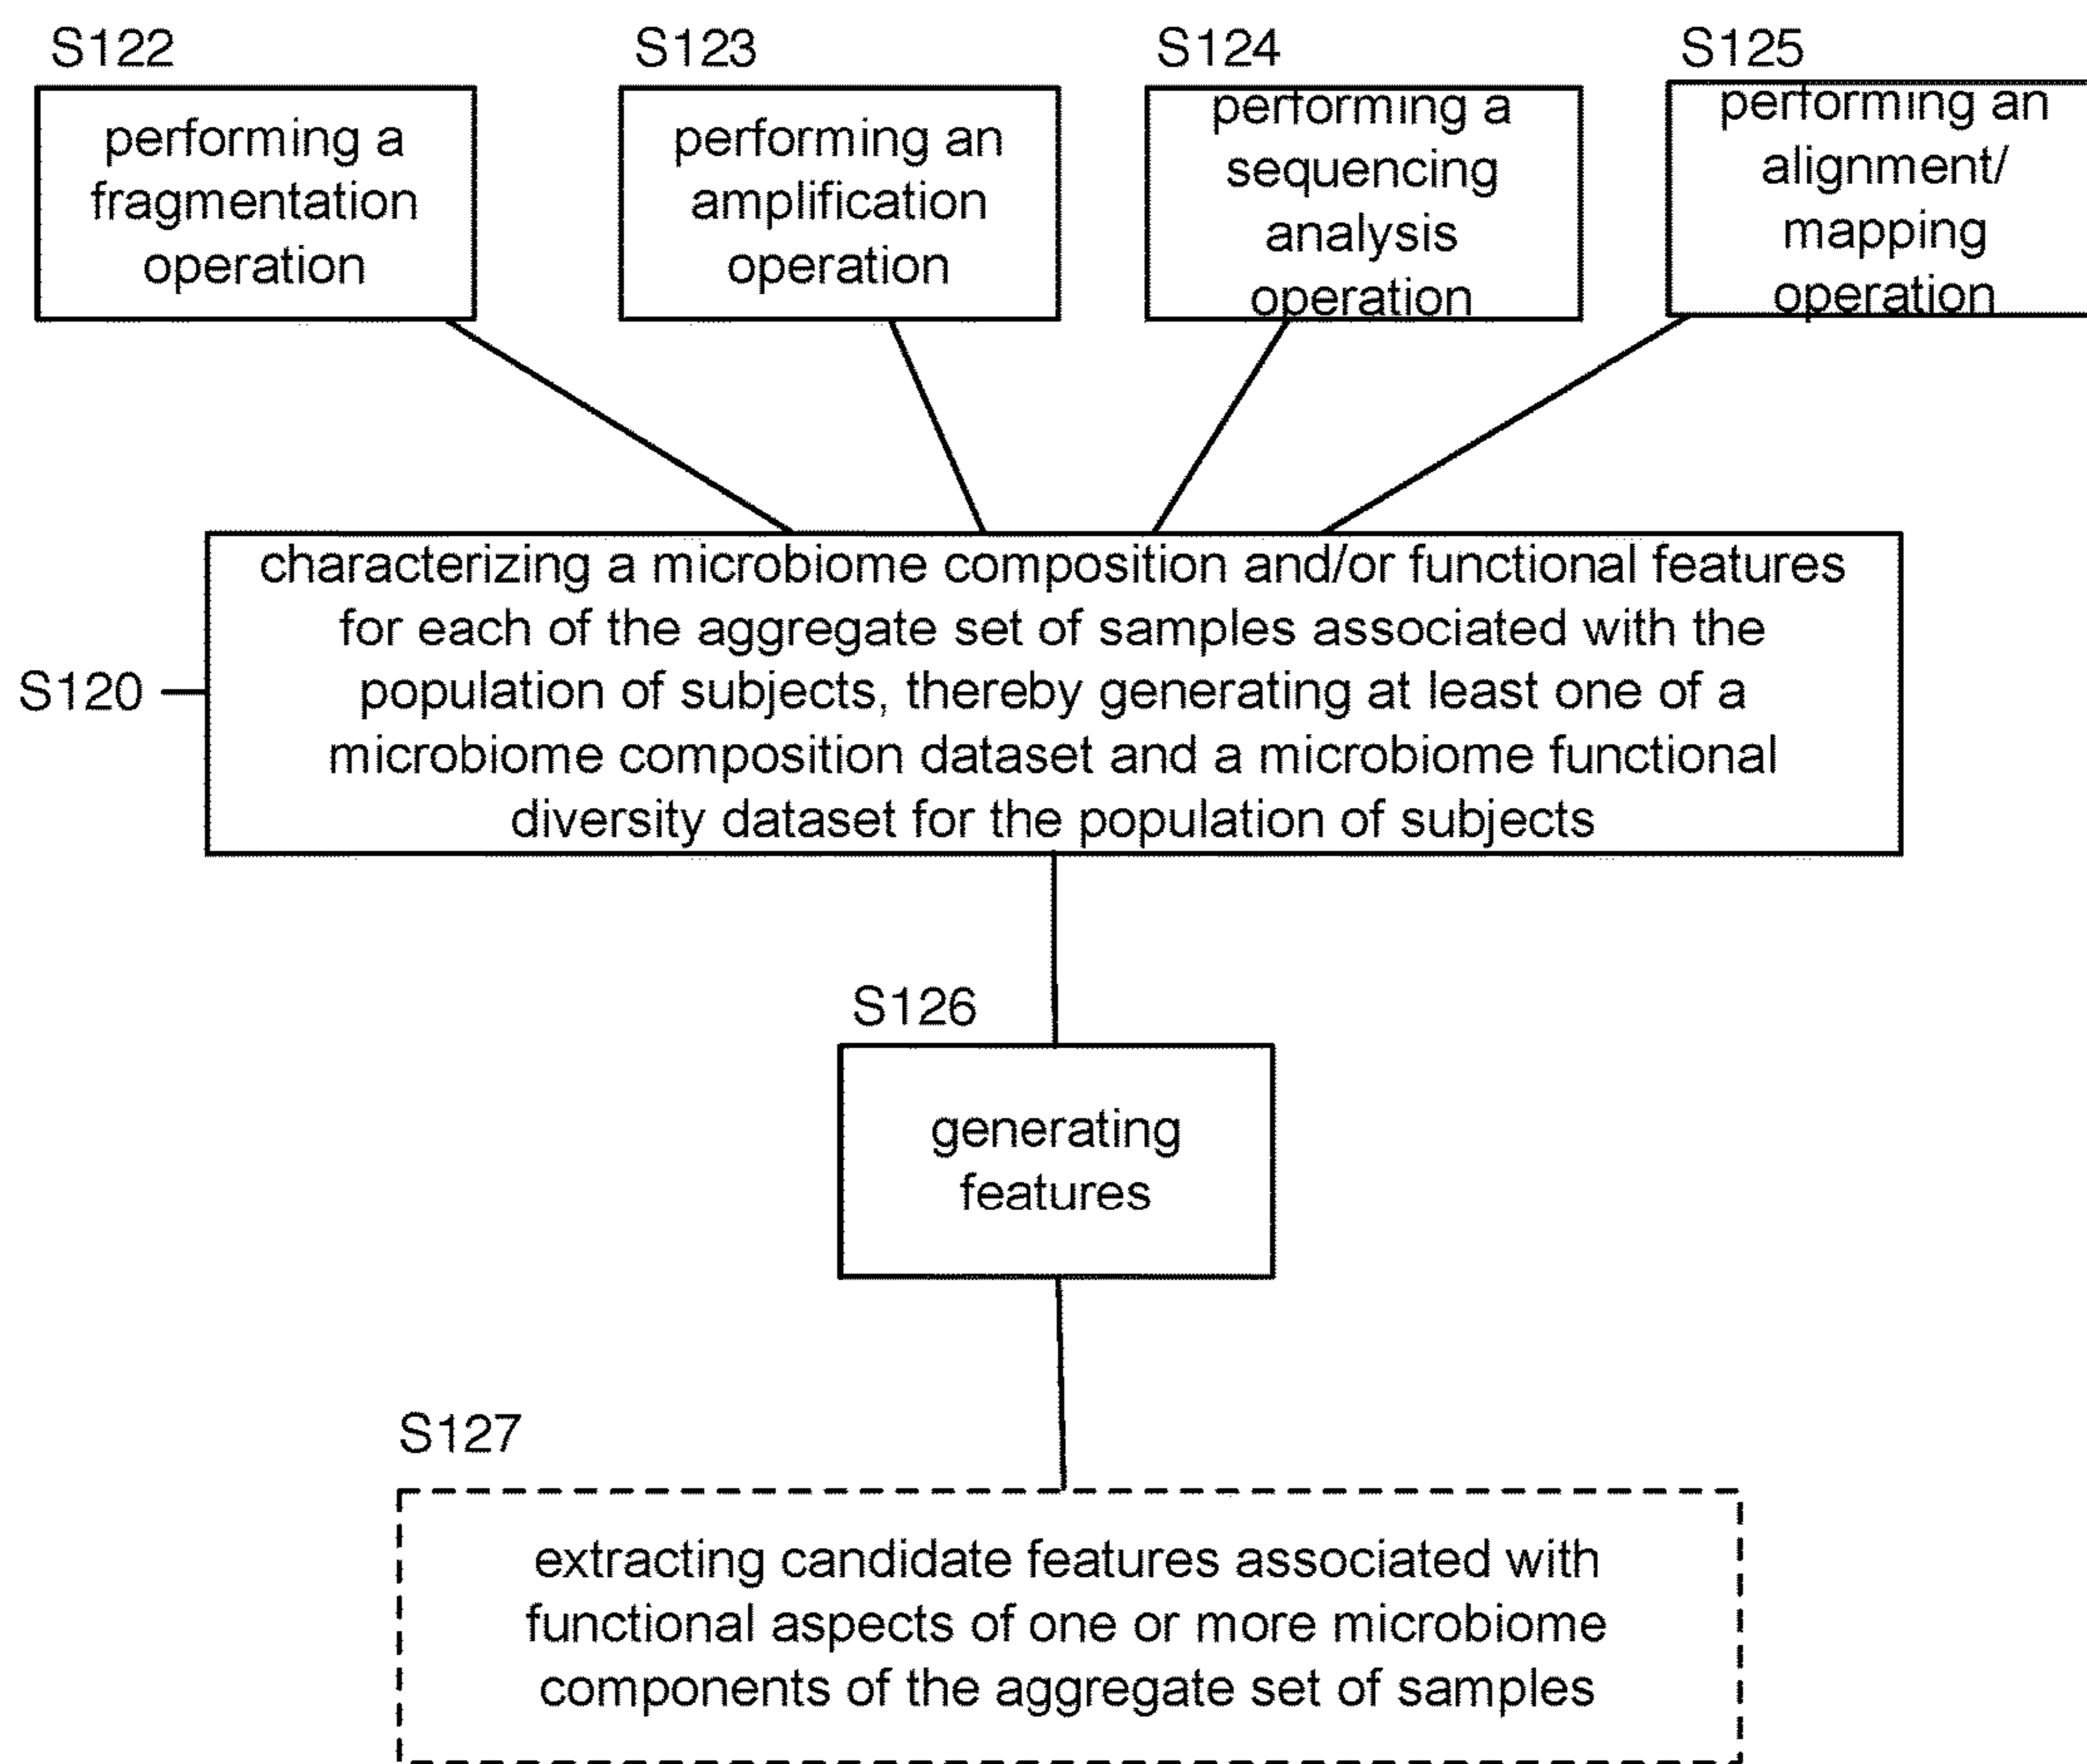 S122
performing a
fragmentation
operation
S123
performing an
amplification
operation
S124
performing a
sequencing
analysis
operation
S125
performing an
alignment/
mapping
operation
S120
characterizing a microbiome composition and/or functional features
for each of the aggregate set of samples associated with the
population of subjects, thereby generating at least one of a
microbiome composition dataset and a microbiome functional
diversity dataset for the population of subjects
S126
generating
features
S127
extracting candidate features associated with
functional aspects of one or more microbiome
components of the aggregate set of samples